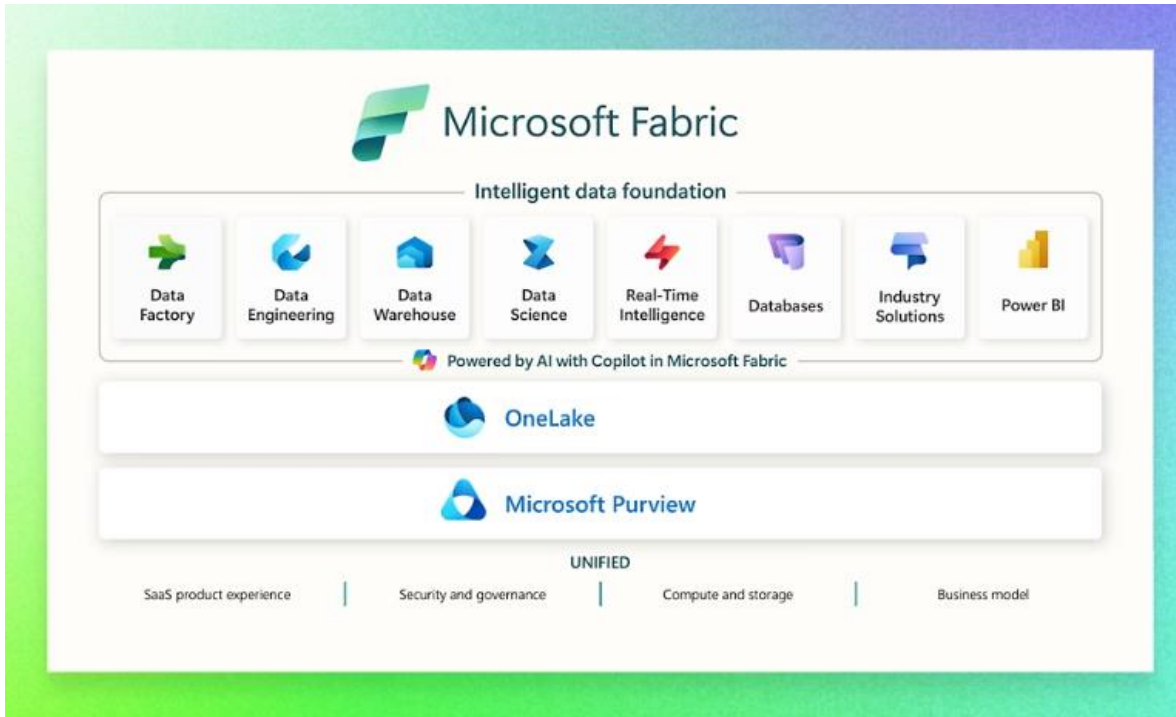 Microsoft Fabric
Intelligent data foundation
Data
Factory
Data
Engineering
Data
Warehouse
Data
Science
Real-Time
Intelligence
Databases
Industry
Solutions
Power BI
Powered by AI with Copilot in Microsoft Fabric
OneLake
Microsoft Purview
UNIFIED
SaaS product experience
Security and governance
Compute and storage
Business model